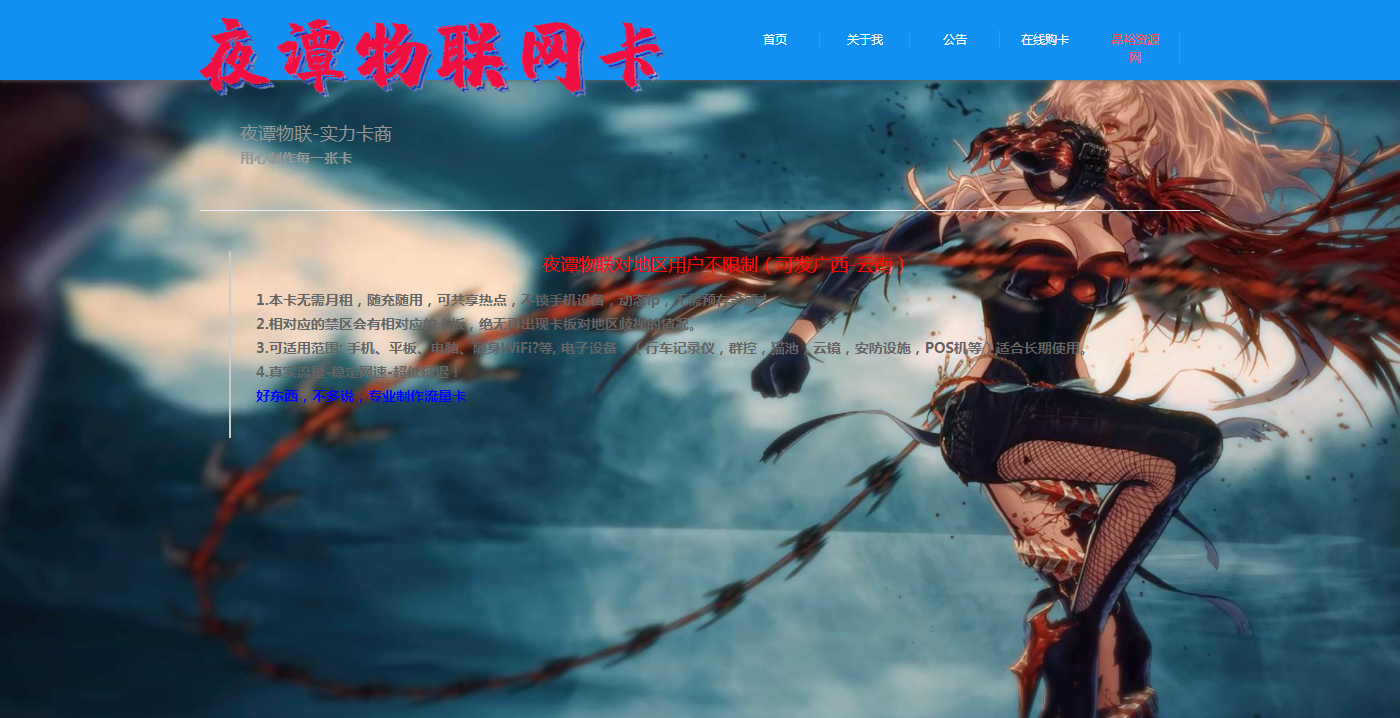 夜谭物联网卡
首页
关于我
公告
在线购卡
昂裕资源
网
夜谭物联-实力卡商
用心制作每一张卡
夜谭物联对地区用户不限制(可发广西 云南)
1.本卡无需月租，随充随用，可共享热点，不锁手机设备，动态ip，不需预存
2.相对应的禁区会有相对应的，绝无再出现卡板对地区歧视的情况。
3.可适用范围: 手机、平板、电脑、随身WiFi?等, 电子设备，（行车记录仪，群控，猫池，云镜，安防设施，POS机等）适合长期使用。
4.真实流量-稳定网速-超低延迟！
好东西，不多说，专业制作流量卡